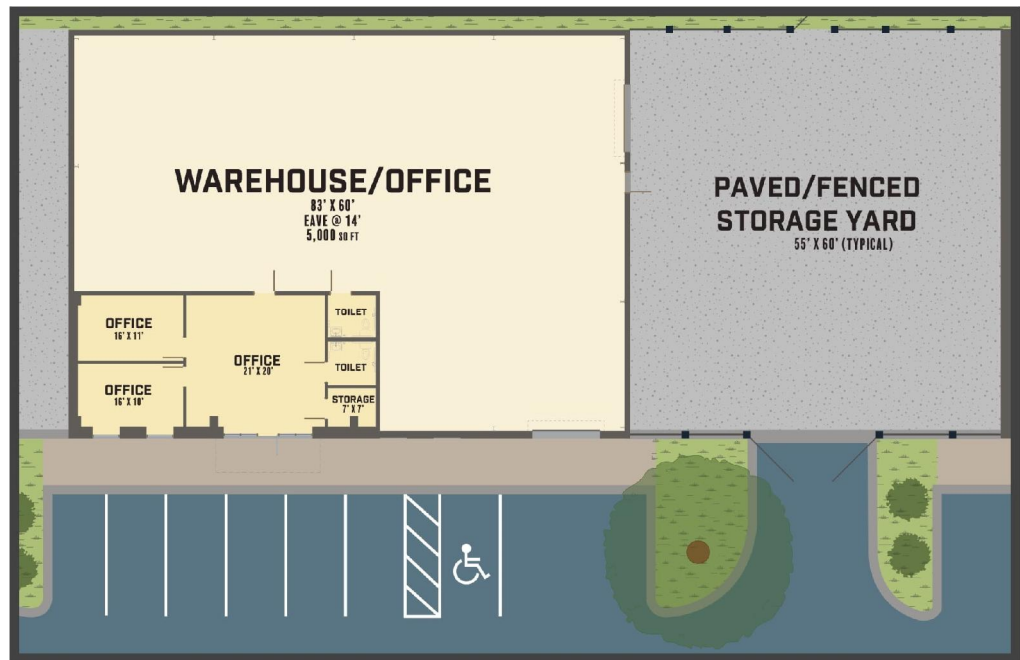 WAREHOUSE/OFFICE
83' X 60'
EAVE @ 14'
5,000 SQ FT
PAVED/FENCED
STORAGE YARD
55' X 60' (TYPICAL)
OFFICE
16' X 11'
OFFICE
21' X 20'
TOILET
TOILET
OFFICE
16' X 10'
STORAGE
7' X 7'